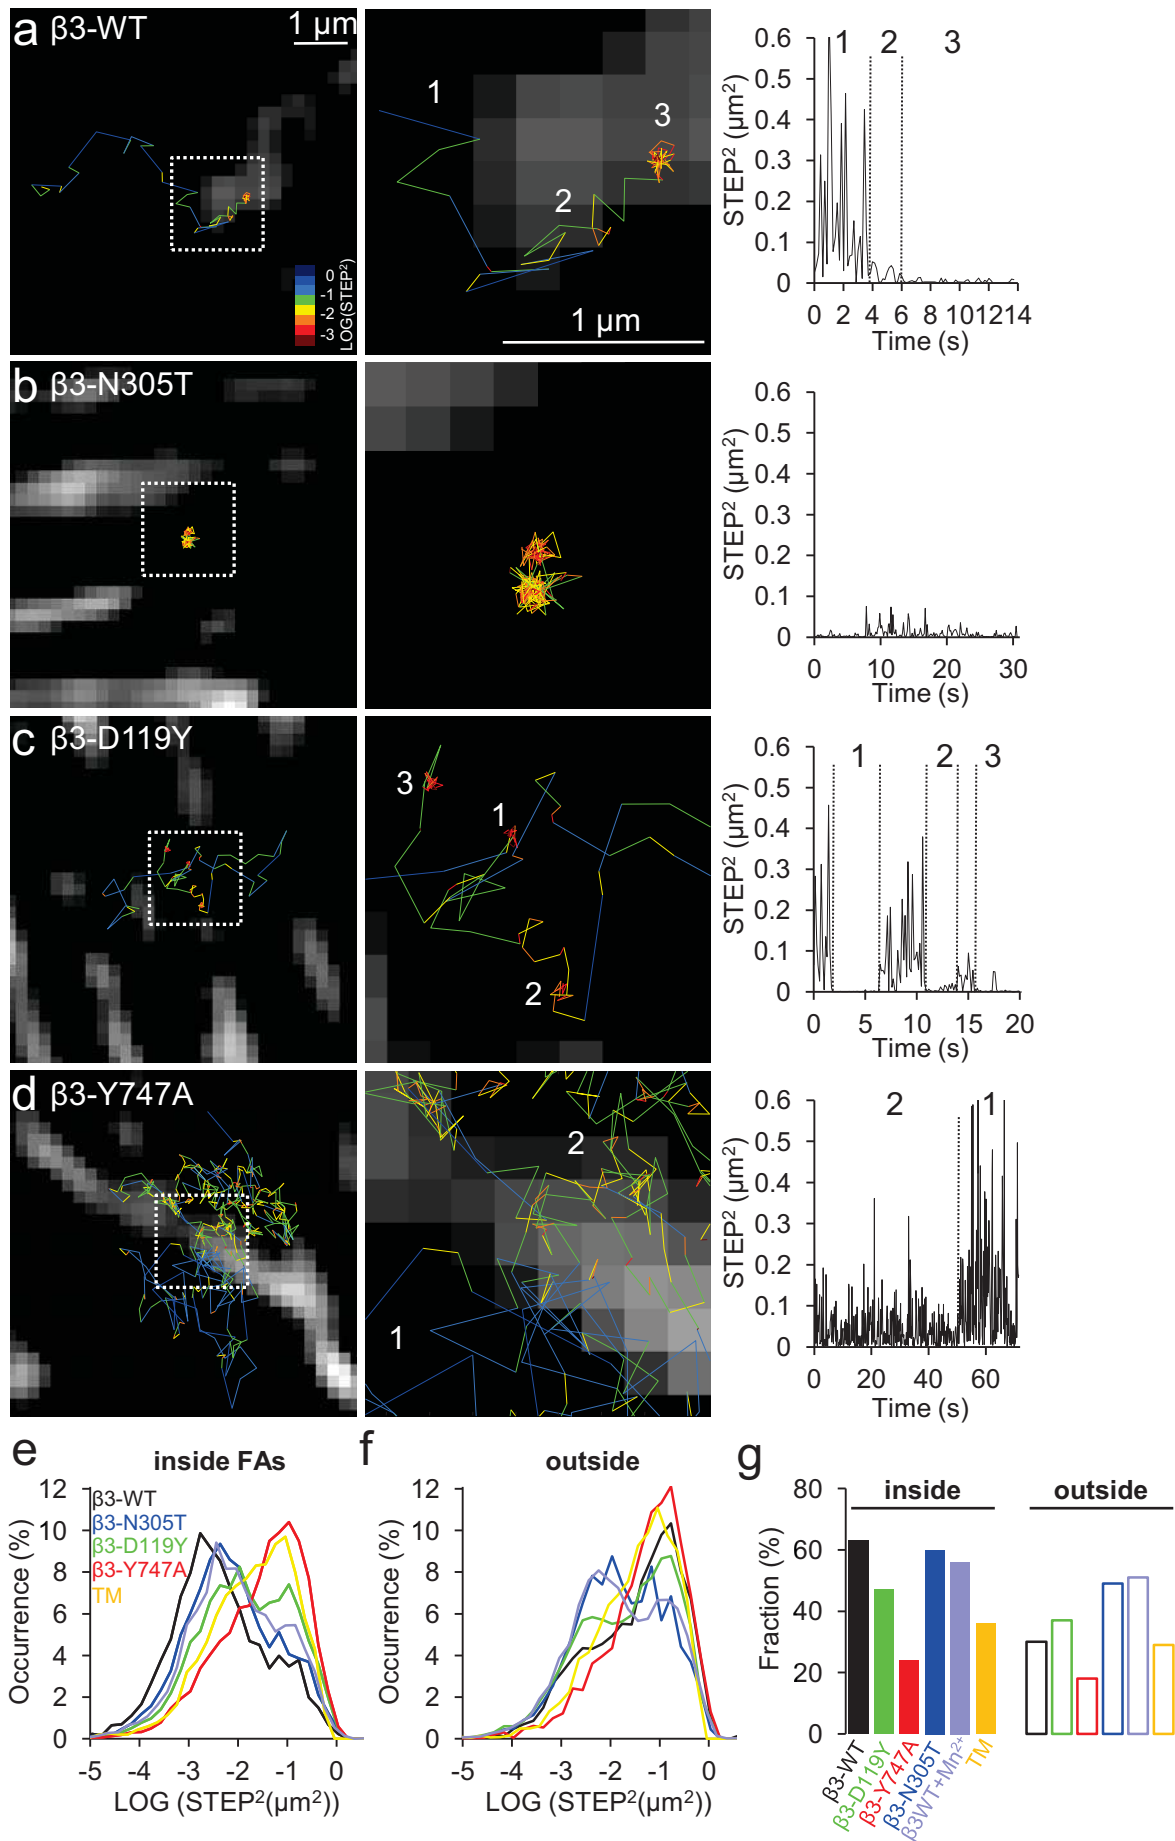 a β3-WT
1 µm
0
-1
-2
-3
LOG(STEP²)
1
2
3
1 µm
STEP² (µm²)
0.6
0.5
0.4
0.3
0.2
0.1
0
1 2 3
0 2 4 6 8 10 12 14
Time (s)
b β3-N305T
STEP² (µm²)
0.6
0.5
0.4
0.3
0.2
0.1
0
0 10 20 30
Time (s)
c β3-D119Y
3
1
2
STEP² (µm²)
0.6
0.5
0.4
0.3
0.2
0.1
0
1 2 3
0 5 10 15 20
Time (s)
d β3-Y747A
2
1
STEP² (µm²)
0.6
0.5
0.4
0.3
0.2
0.1
0
2 1
0 20 40 60
Time (s)
e inside FAs
Occurrence (%)
12
10
8
6
4
2
0
β3-WT
β3-N305T
β3-D119Y
β3-Y747A
TM
-5 -4 -3 -2 -1 0
LOG (STEP²(µm²))
f outside
Occurrence (%)
12
10
8
6
4
2
0
-5 -4 -3 -2 -1 0
LOG (STEP²(µm²))
g
inside outside
Fraction (%)
80
60
40
20
0
β3-WT
β3-D119Y
β3-Y747A
β3-N305T
β3WT+Mn²⁺
TM